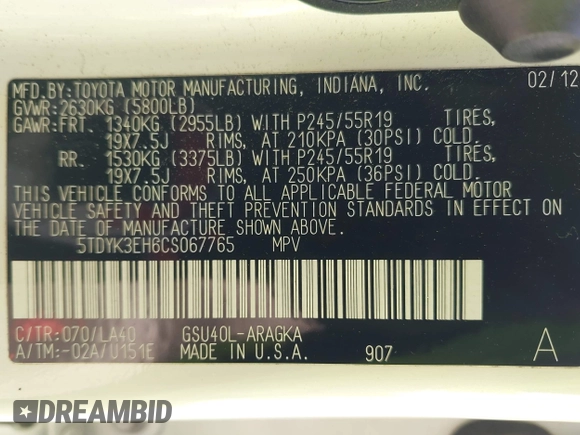 MFD.BY:TOYOTA MOTOR MANUFACTURING, INDIANA, INC. 02/12
GVWR:2630KG (5800LB)
GAWR:FRT. 1340KG (2955LB) WITH P245/55R19 TIRES,
19X7.5J RIMS, AT 210KPA (30PSI) COLD.
RR. 1530KG (3375LB) WITH P245/55R19 TIRES,
19X7.5J RIMS, AT 250KPA (36PSI) COLD.
THIS VEHICLE CONFORMS TO ALL APPLICABLE FEDERAL MOTOR
VEHICLE SAFETY AND THEFT PREVENTION STANDARDS IN EFFECT ON
THE DATE OF MANUFACTURE SHOWN ABOVE.
5TDYK3EH6CS067765 MPV
C/TR:070/LA40 GSU40L-ARAGKA
A/TM:-02A/U151E MADE IN U.S.A. 907 A
DREAMBID